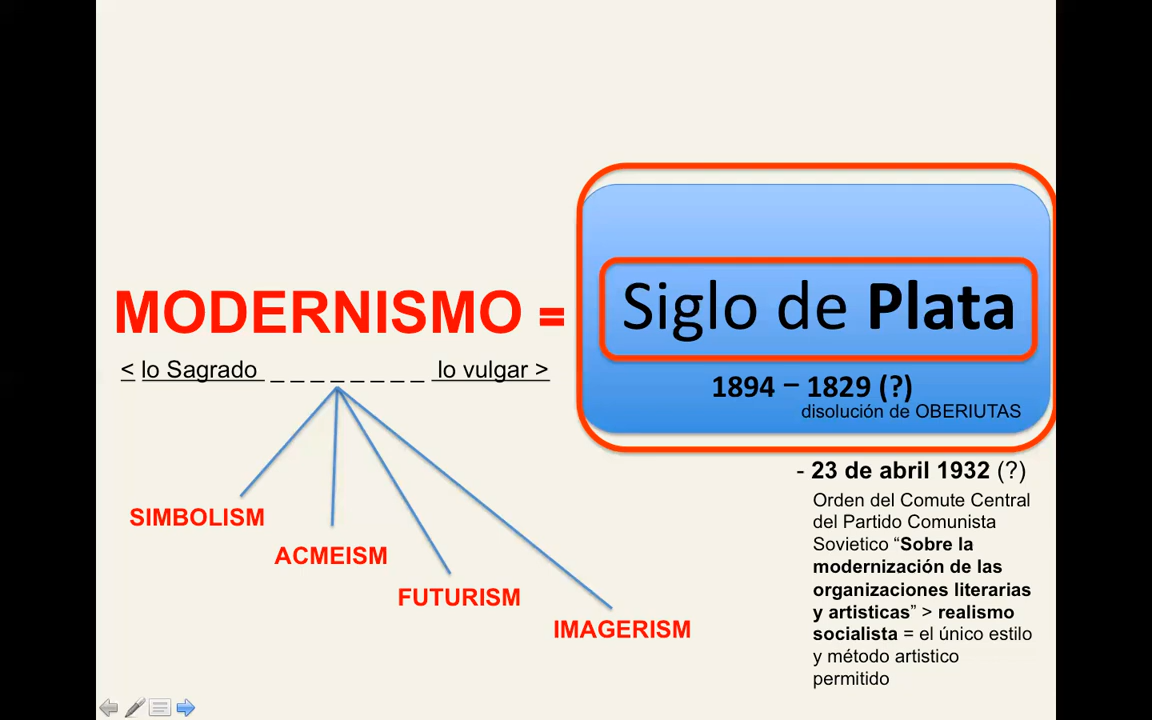 MODERNISMO =
Siglo de Plata
< lo Sagrado _ _ _ _ _ _ _ _ lo vulgar >
1894 – 1829 (?)
disolución de OBERIUTAS
- 23 de abril 1932 (?)
Orden del Comute Central
del Partido Comunista
Sovietico “Sobre la
modernización de las
organizaciones literarias
y artisticas” > realismo
socialista = el único estilo
y método artistico
permitido
SIMBOLISM
ACMEISM
FUTURISM
IMAGERISM